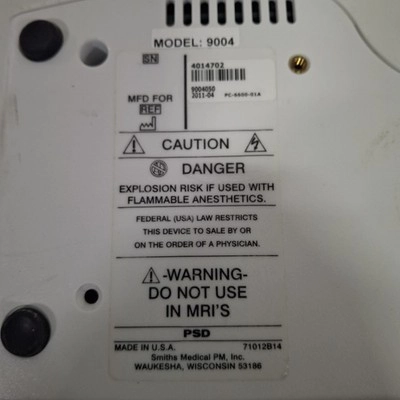 MODEL: 9004
SN
4014702
9004050
2011-04 PC-6000-01A
MFD FOR
REF
CAUTION
DANGER
EXPLOSION RISK IF USED WITH
FLAMMABLE ANESTHETICS.
FEDERAL (USA) LAW RESTRICTS
THIS DEVICE TO SALE BY OR
ON THE ORDER OF A PHYSICIAN.
-WARNING-
DO NOT USE
IN MRI'S
PSD
MADE IN U.S.A. 71012B14
Smiths Medical PM, Inc.
WAUKESHA, WISCONSIN 53186